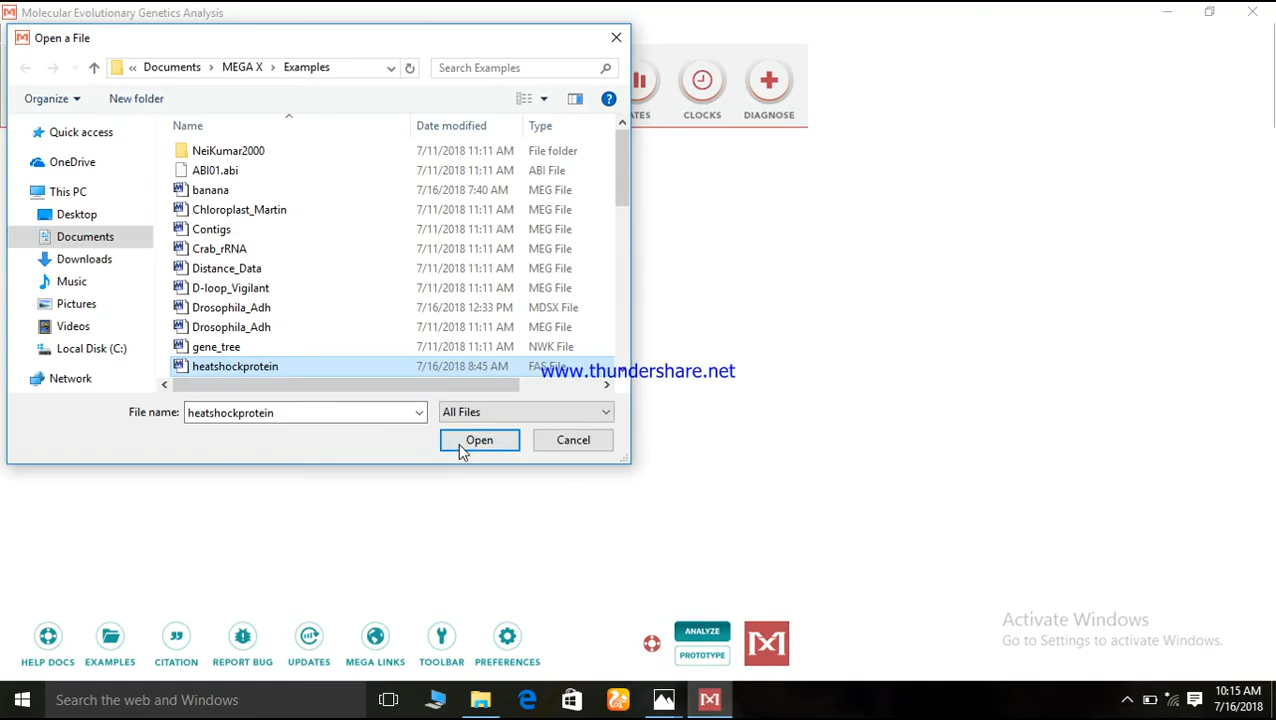 Molecular Evolutionary Genetics Analysis
Open a File
« Documents > MEGA X > Examples
Search Examples
Organize
New folder
Name Date modified Type
Quick access
OneDrive
This PC
Desktop
Documents
Downloads
Music
Pictures
Videos
Local Disk (C:)
Network
NeiKumar2000 7/11/2018 11:11 AM File folder
ABI01.abi 7/11/2018 11:11 AM ABI File
banana 7/16/2018 7:40 AM MEG File
Chloroplast_Martin 7/11/2018 11:11 AM MEG File
Contigs 7/11/2018 11:11 AM MEG File
Crab_rRNA 7/11/2018 11:11 AM MEG File
Distance_Data 7/11/2018 11:11 AM MEG File
D-loop_Vigilant 7/11/2018 11:11 AM MEG File
Drosophila_Adh 7/16/2018 12:33 PM MDSX File
Drosophila_Adh 7/11/2018 11:11 AM MEG File
gene_tree 7/11/2018 11:11 AM NWK File
heatshockprotein 7/16/2018 8:45 AM FAS File
www.thundershare.net
File name: heatshockprotein
All Files
Open Cancel
ATES CLOCKS DIAGNOSE
Activate Windows
Go to Settings to activate Windows.
HELP DOCS EXAMPLES CITATION REPORT BUG UPDATES MEGA LINKS TOOLBAR PREFERENCES
ANALYZE
PROTOTYPE
M
Search the web and Windows
10:15 AM
7/16/2018